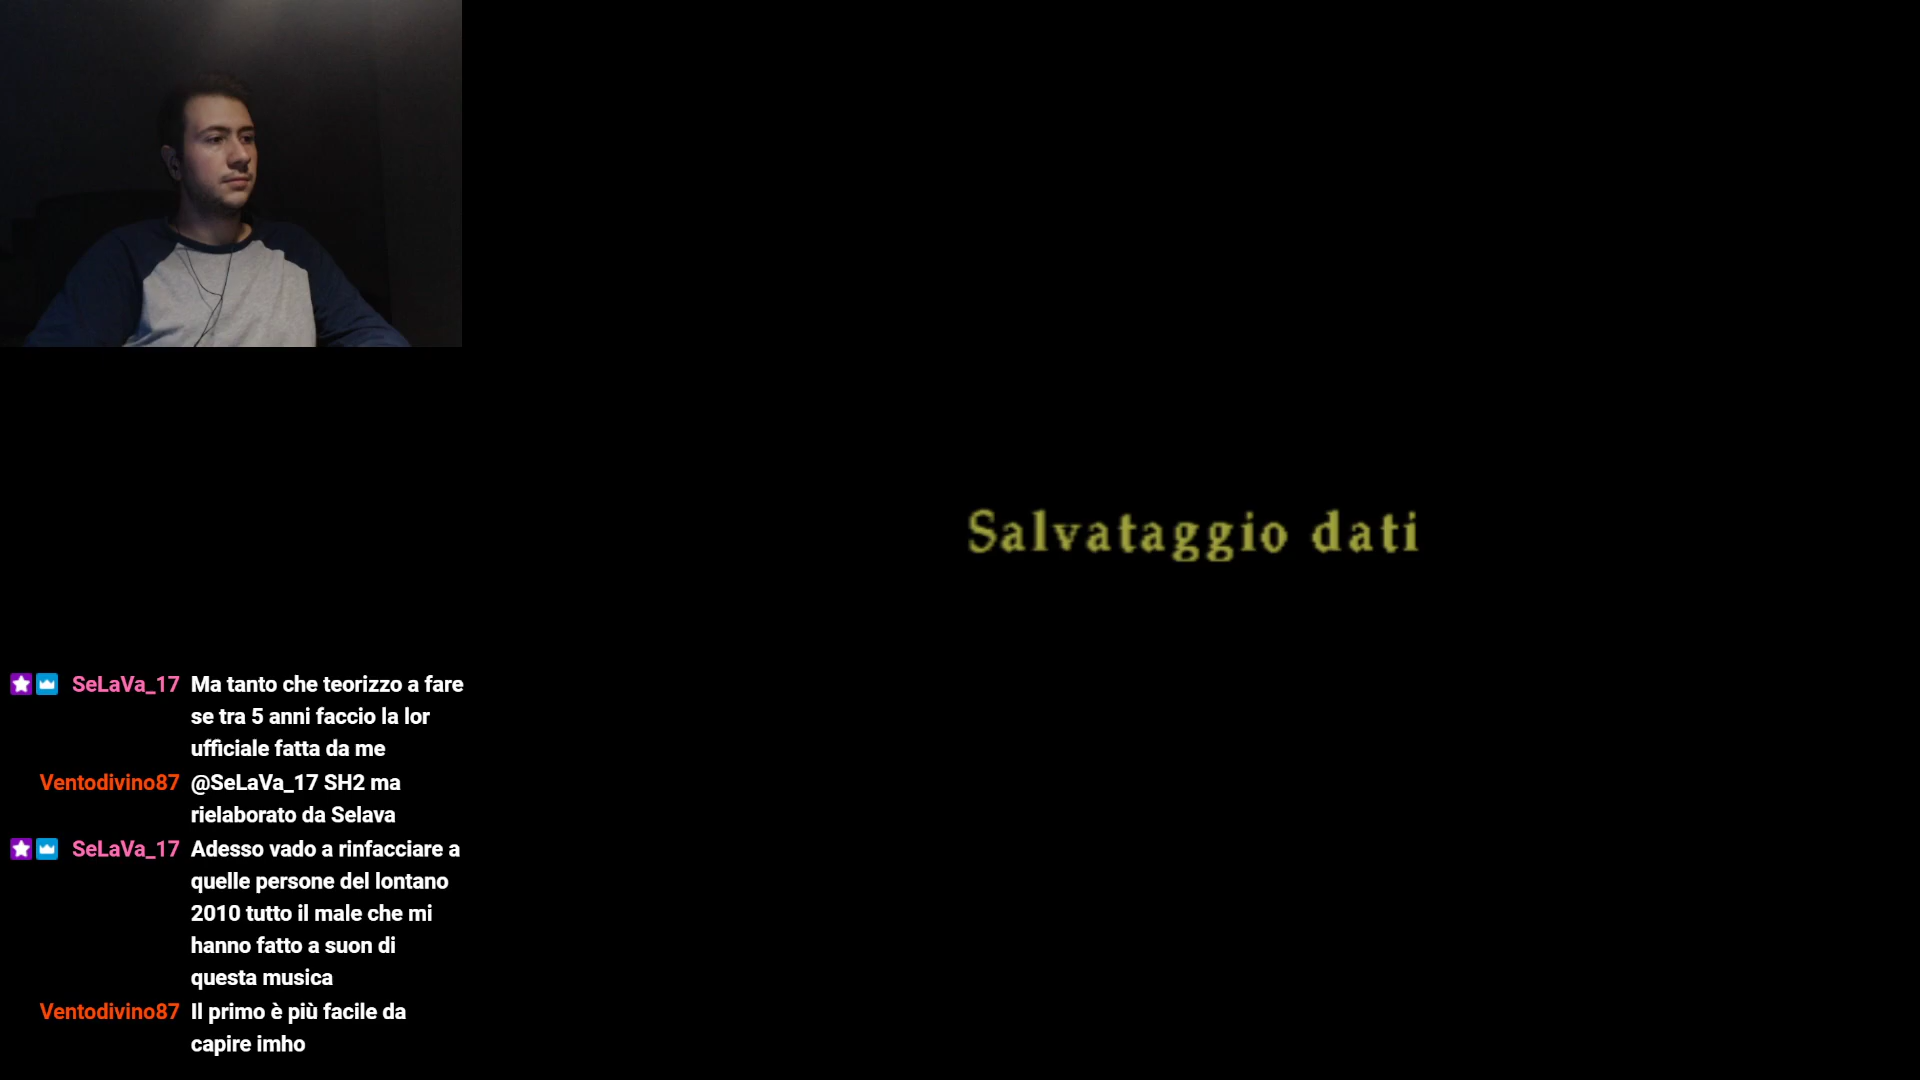 Salvataggio dati
SeLaVa_17 Ma tanto che teorizzo a fare
se tra 5 anni faccio la lor
ufficiale fatta da me
Ventodivino87 @SeLaVa_17 SH2 ma
rielaborato da Selava
SeLaVa_17 Adesso vado a rinfacciare a
quelle persone del lontano
2010 tutto il male che mi
hanno fatto a suon di
questa musica
Ventodivino87 Il primo è più facile da
capire imho